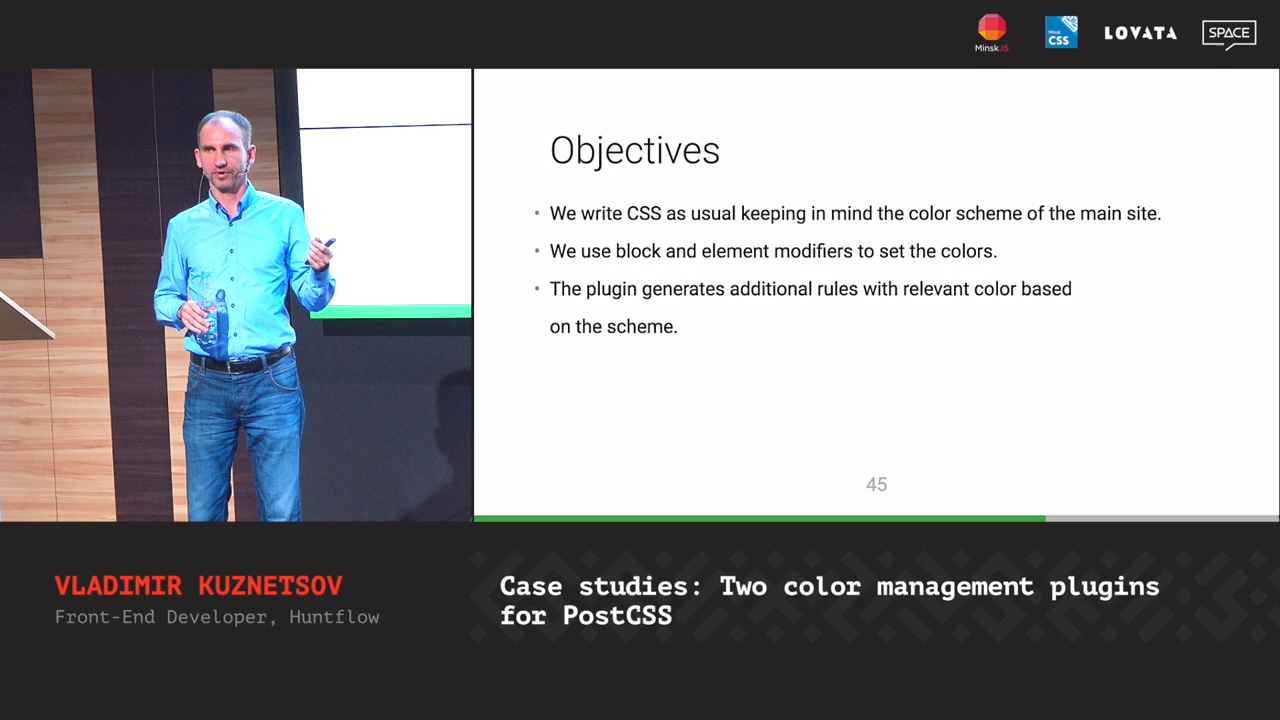 MinskJS
Minsk
CSS
LOVATA
SPACE
Objectives
• We write CSS as usual keeping in mind the color scheme of the main site.
• We use block and element modifiers to set the colors.
• The plugin generates additional rules with relevant color based
on the scheme.
45
VLADIMIR KUZNETSOV
Front-End Developer, Huntflow
Case studies: Two color management plugins
for PostCSS